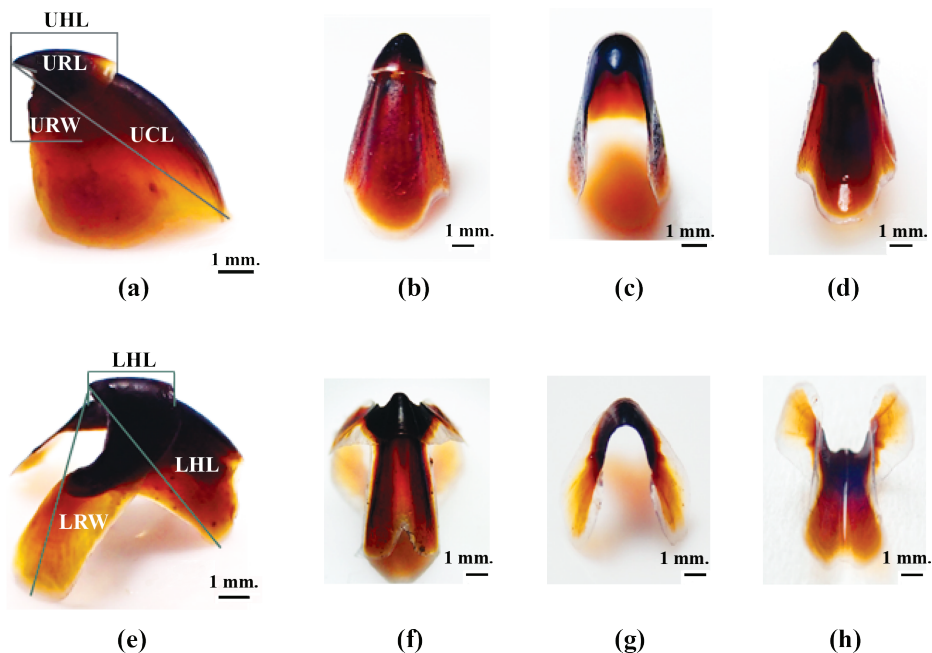 UHL
URL
URW
UCL
1 mm.
1 mm.
1 mm.
1 mm.
(a)
(b)
(c)
(d)
LHL
LHL
LRW
1 mm.
1 mm.
1 mm.
1 mm.
(e)
(f)
(g)
(h)